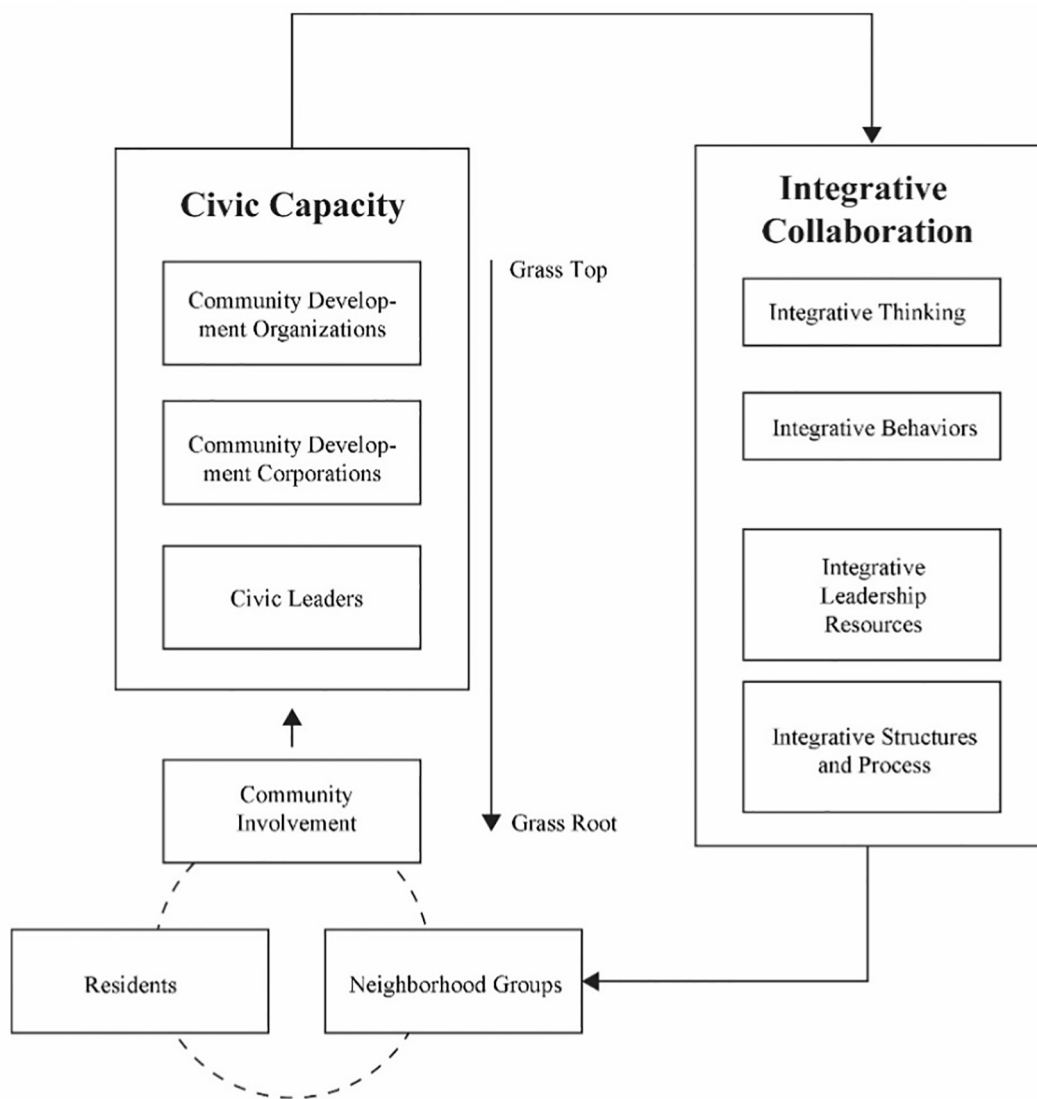 Civic Capacity
Community Develop-
ment Organizations
Community Develop-
ment Corporations
Civic Leaders
Grass Top
Grass Root
Community
Involvement
Residents
Neighborhood Groups
Integrative
Collaboration
Integrative Thinking
Integrative Behaviors
Integrative
Leadership
Resources
Integrative Structures
and Process